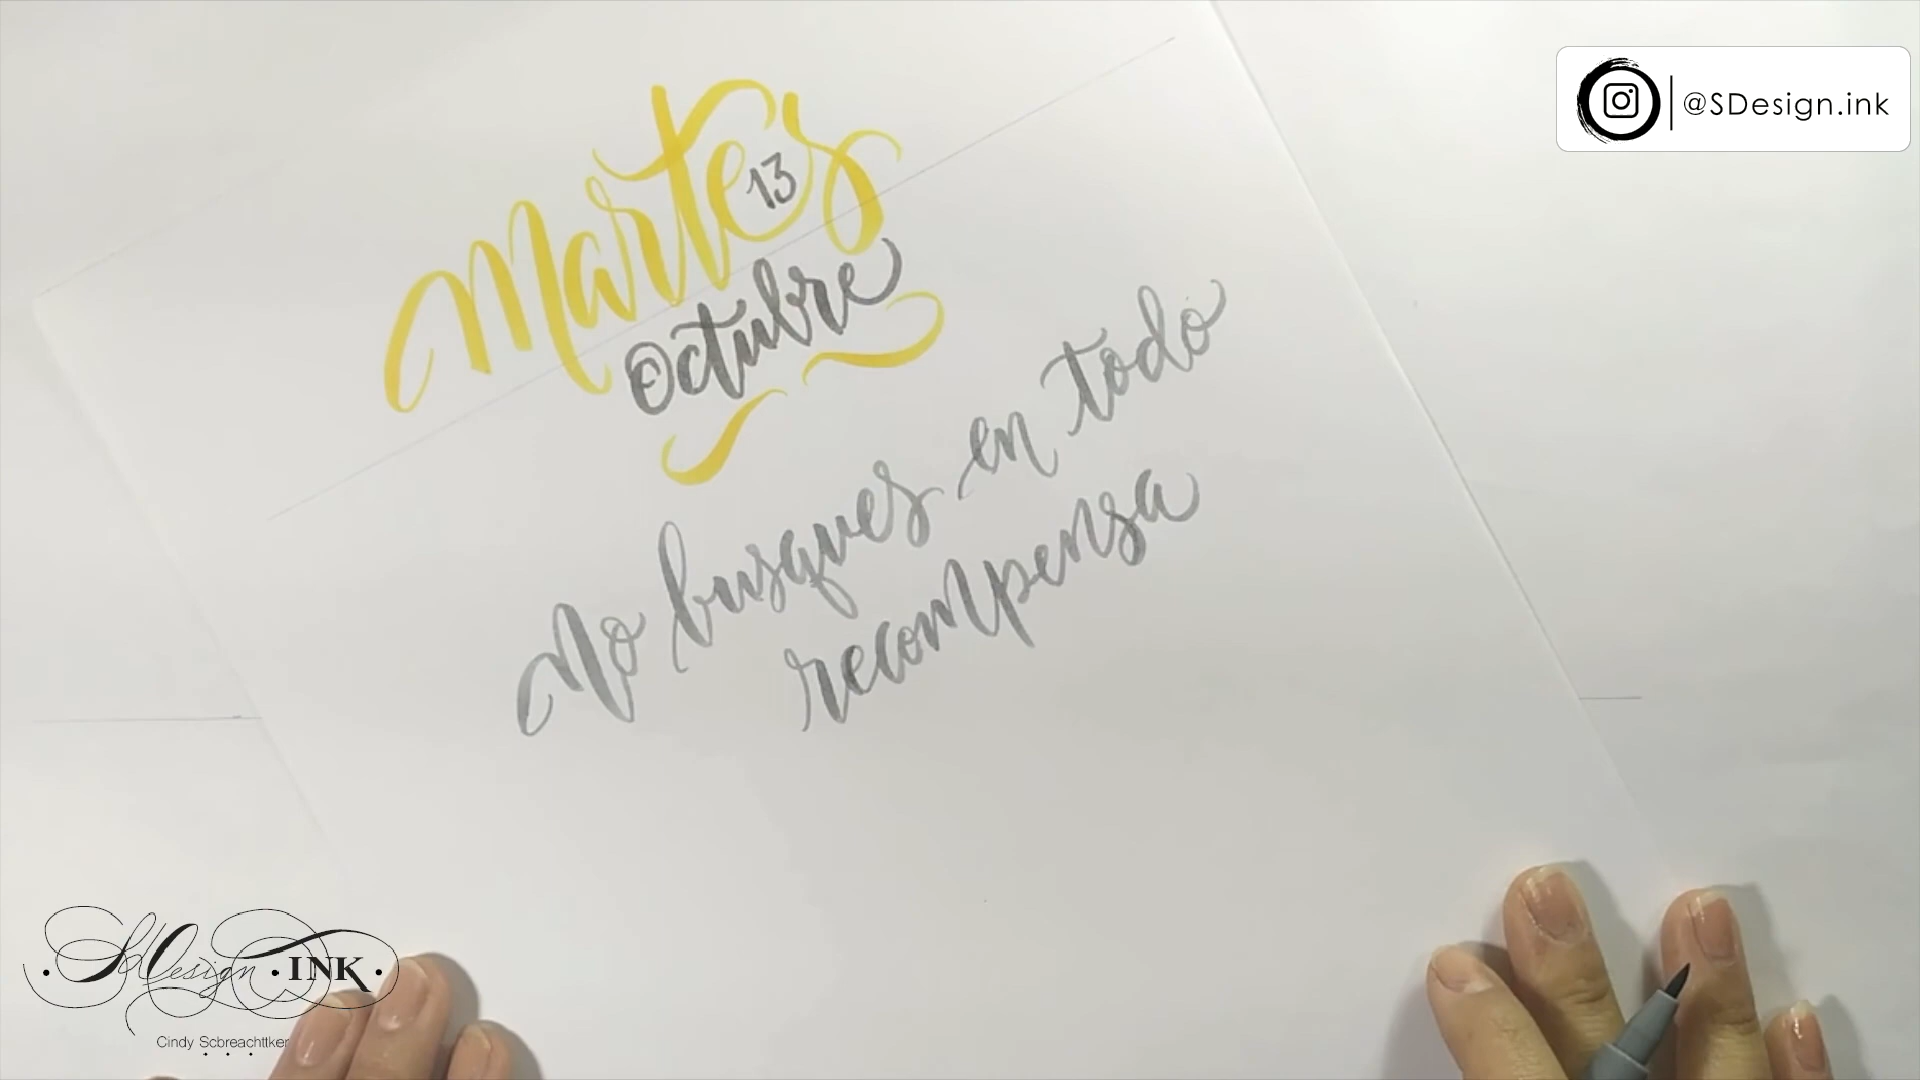 @SDesign.ink
Martes
13
Octubre
No busques en todo
recompensa
SDesign • INK •
Cindy Scbreachttker